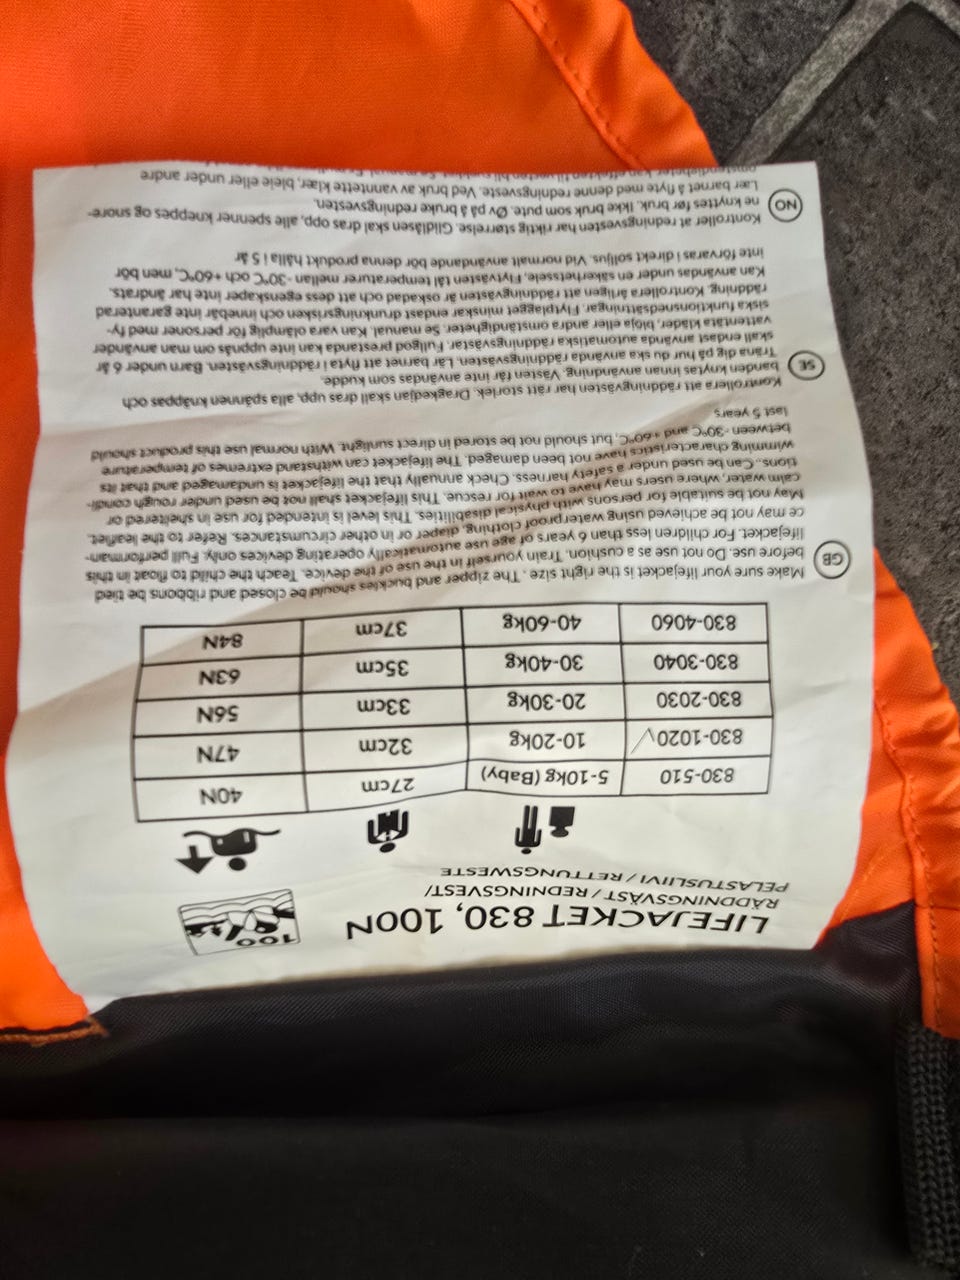 LIFEJACKET 830, 100N
RÄDDNINGSVÄST / REDNINGSVEST/
PELASTUSLIIVI / RETTUNGSWESTE
100
830-510 5-10kg (Baby) 27cm 40N
830-1020 10-20kg 32cm 47N
830-2030 20-30kg 33cm 56N
830-3040 30-40kg 35cm 63N
830-4060 40-60kg 37cm 84N
GB
Make sure your lifejacket is the right size . The zipper and buckles should be closed and ribbons be tied
before use. Do not use as a cushion. Train yourself in the use of the device. Teach the child to float in this
lifejacket. For children less than 6 years of age use automatically operating devices only. Full performan-
ce may not be achieved using waterproof clothing, diaper or in other circumstances. Refer to the leaflet.
May not be suitable for persons with physical disabilities. This level is intended for use in sheltered or
calm water, where users may have to wait for rescue. This lifejacket shall not be used under rough condi-
tions.. Can be used under a safety harness. Check annually that the lifejacket is undamaged and that its
wimming characteristics have not been damaged. The lifejacket can withstand extremes of temperature
between -30°C and +60°C, but should not be stored in direct sunlight. With normal use this product should
last 5 years
SE
Kontrollera att räddningvästen har rätt storlek. Dragkedjan skall dras upp, alla spännen knäppas och
banden knytas innan användning. Västen får inte användas som kudde.
Träna dig på hur du ska använda räddningsvästen. Lär barnet att flyta i räddningsvästen. Barn under 6 år
skall endast använda automatiska räddningsvästar. Fullgod prestanda kan inte uppnås om man använder
vattentäta kläder, blöja eller andra omständigheter. Se manual. Kan vara olämplig för personer med fy-
siska funktionsnedsättningar. Flytplagget minskar endast drunkningsrisken och innebär inte garanterad
räddning. Kontrollera årligen att räddningvästen är oskadad och att dess egenskaper inte har ändrats.
Kan användas under en säkerhetssele, Flytvästen tål temperaturer mellan -30°C och +60°C, men bör
inte förvaras i direkt solljus. Vid normalt användande bör denna produkt hålla i 5 år
NO
Kontroller at redningsvesten har riktig størrelse. Glidlåsen skal dras opp, alle spenner kneppes og snore-
ne knyttes før bruk. Ikke bruk som pute. Øv på å bruke redningsvesten.
Lær barnet å flyte med denne redningsveste. Ved bruk av vanntette klær, bleie eller under andre